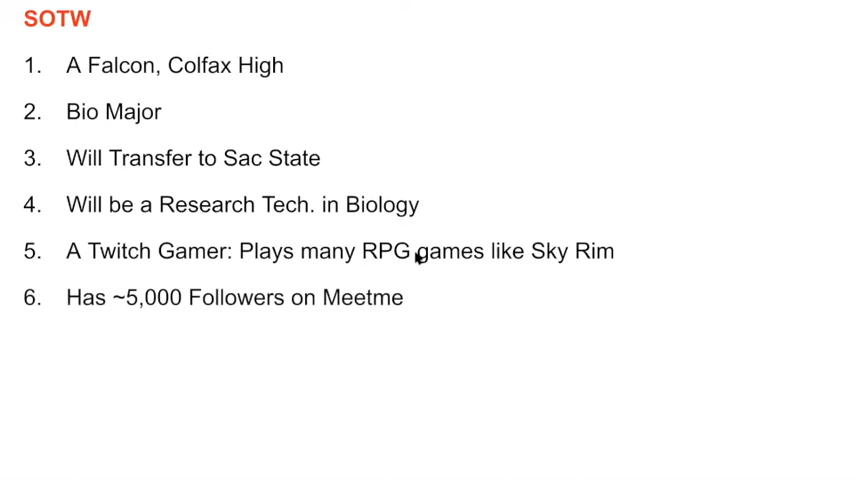 SOTW
1. A Falcon, Colfax High
2. Bio Major
3. Will Transfer to Sac State
4. Will be a Research Tech. in Biology
5. A Twitch Gamer: Plays many RPG games like Sky Rim
6. Has ~5,000 Followers on Meetme